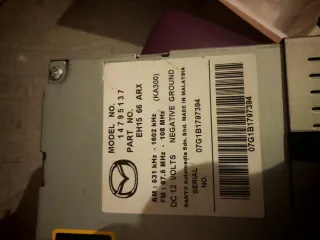 MODEL NO.
14795137
PART NO.
EH15 66 ARX
(KA300)
AM : 531 kHz - 1602 kHz
FM : 87.5 MHz - 108 MHz
DC 12 VOLTS NEGATIVE GROUND
SANYO Automedia Sdn. Bhd. MADE IN MALAYSIA
SERIAL NO.
07G1B1797394
07G1B1797394